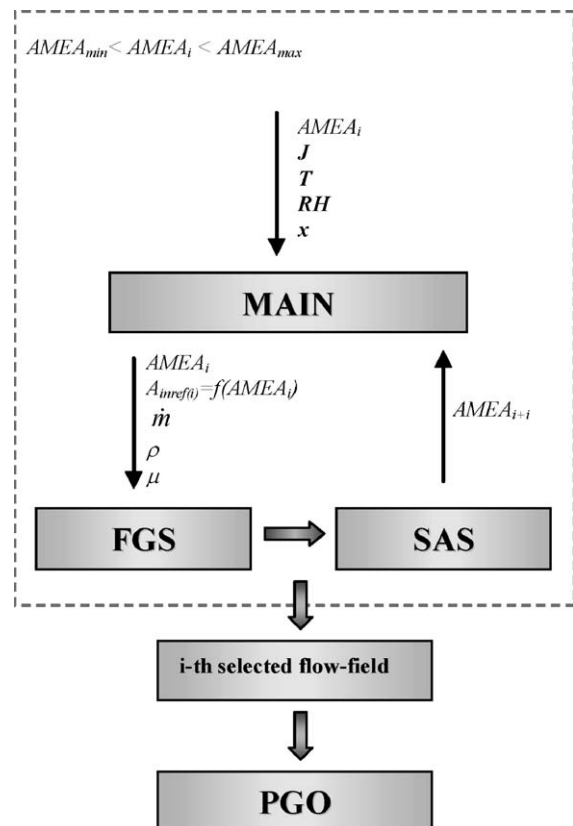 AMEAmin< AMEAi < AMEAmax
AMEAi
J
T
RH
x
MAIN
AMEAi
Ainref(i)=f(AMEAi)
ṁ
ρ
μ
AMEAi+i
FGS
SAS
i-th selected flow-field
PGO